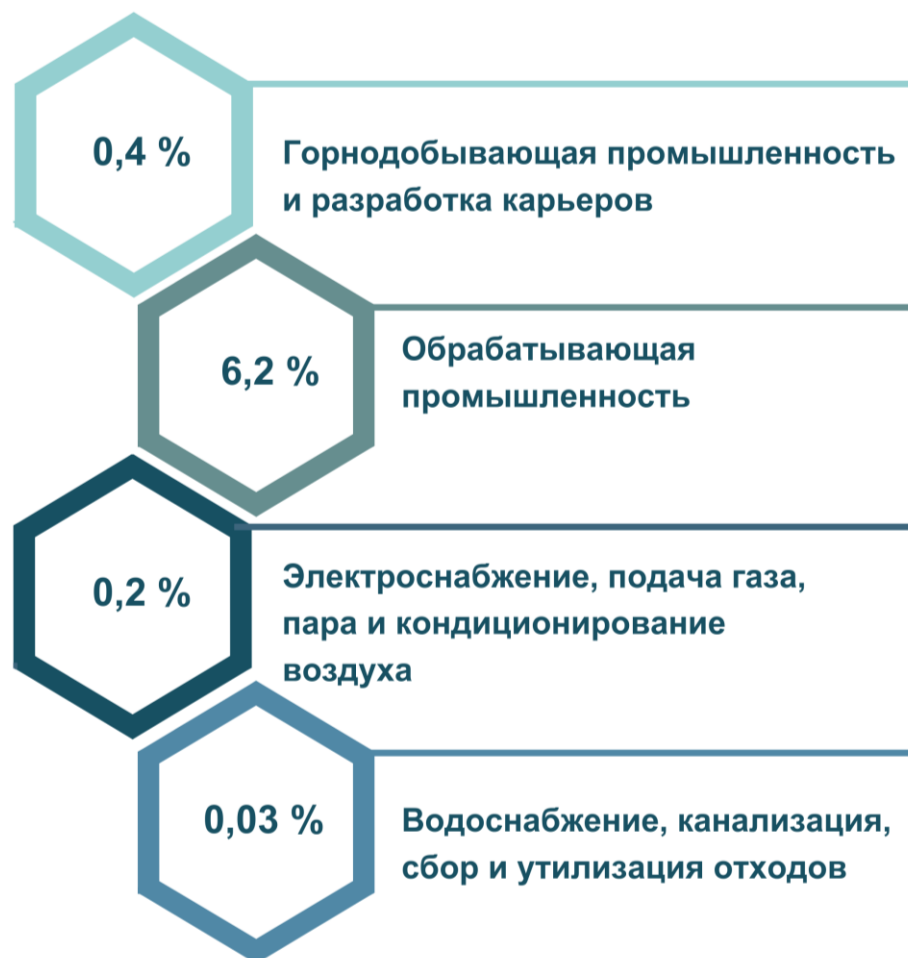 0,4 %
Горнодобывающая промышленность
и разработка карьеров
6,2 %
Обрабатывающая
промышленность
0,2 %
Электроснабжение, подача газа,
пара и кондиционирование
воздуха
0,03 %
Водоснабжение, канализация,
сбор и утилизация отходов